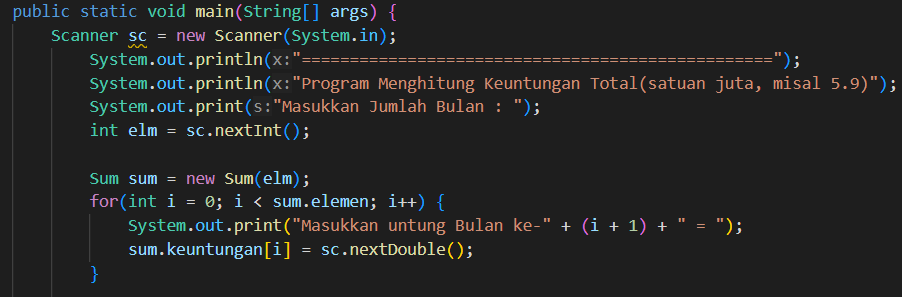 public static void main(String[] args) {
Scanner sc = new Scanner(System.in);
System.out.println(x:"=================================================");
System.out.println(x:"Program Menghitung Keuntungan Total(satuan juta, misal 5.9)");
System.out.print(s:"Masukkan Jumlah Bulan : ");
int elm = sc.nextInt();
Sum sum = new Sum(elm);
for(int i = 0; i < sum.elemen; i++) {
System.out.print("Masukkan untung Bulan ke-" + (i + 1) + " = ");
sum.keuntungan[i] = sc.nextDouble();
}